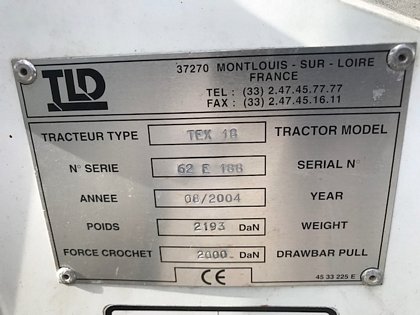 TLD
37270 MONTLOUIS - SUR - LOIRE
FRANCE
TEL : (33) 2.47.45.77.77
FAX : (33) 2.47.45.16.11
TRACTEUR TYPE TEX 18 TRACTOR MODEL
N° SERIE 62 E 188 SERIAL N°
ANNEE 08/2004 YEAR
POIDS 2193 DaN WEIGHT
FORCE CROCHET 2000 DaN DRAWBAR PULL
CE
45 33 225 E